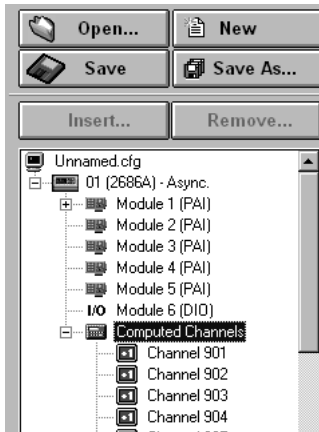 Open... New
Save Save As...
Insert... Remove...
Unnamed.cfg
01 (2686A) - Async.
Module 1 (PAI)
Module 2 (PAI)
Module 3 (PAI)
Module 4 (PAI)
Module 5 (PAI)
I/O Module 6 (DIO)
Computed Channels
Channel 901
Channel 902
Channel 903
Channel 904